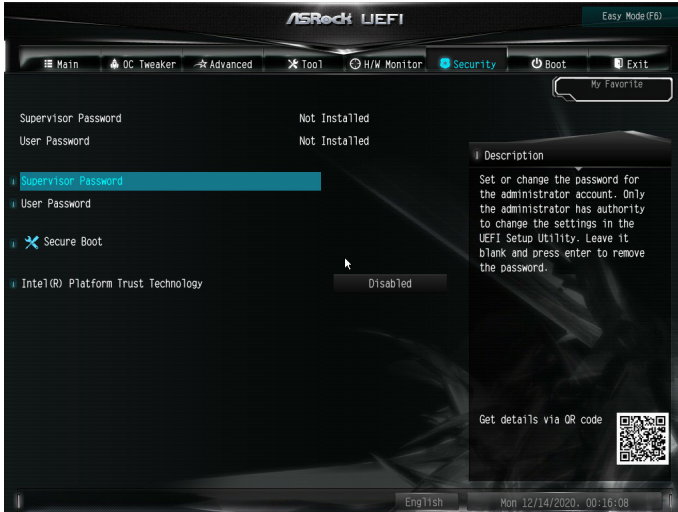 ASRock UEFI
Easy Mode(F6)
Main OC Tweaker Advanced Tool H/W Monitor Security Boot Exit
My Favorite
Supervisor Password Not Installed
User Password Not Installed
Supervisor Password
User Password
Secure Boot
Intel(R) Platform Trust Technology Disabled
Description
Set or change the password for
the administrator account. Only
the administrator has authority
to change the settings in the
UEFI Setup Utility. Leave it
blank and press enter to remove
the password.
Get details via QR code
English Mon 12/14/2020. 00:16:08